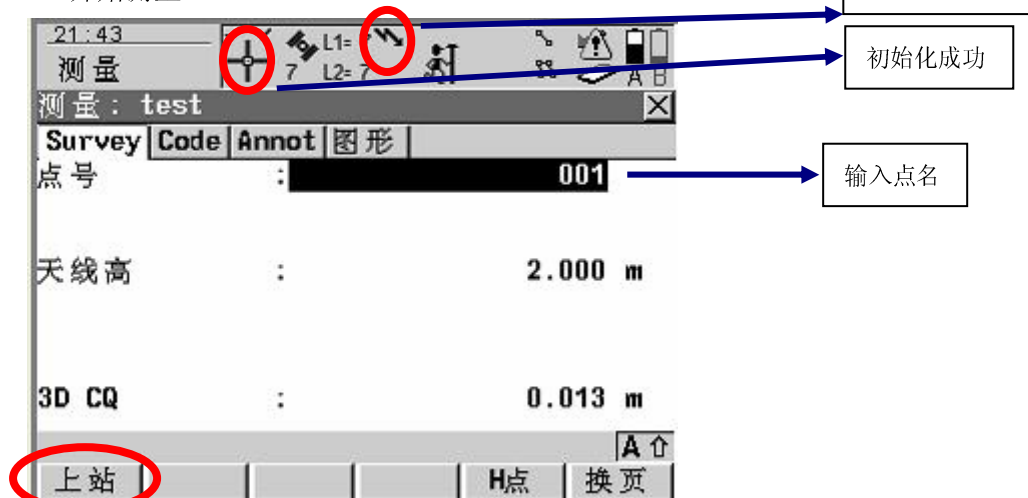 21:43
测量
L1=
7 L2= 7
A B
初始化成功
测量: test
Survey Code Annot 图形
点号 : 001
输入点名
天线高 : 2.000 m
3D CQ : 0.013 m
A
上站 H点 换页